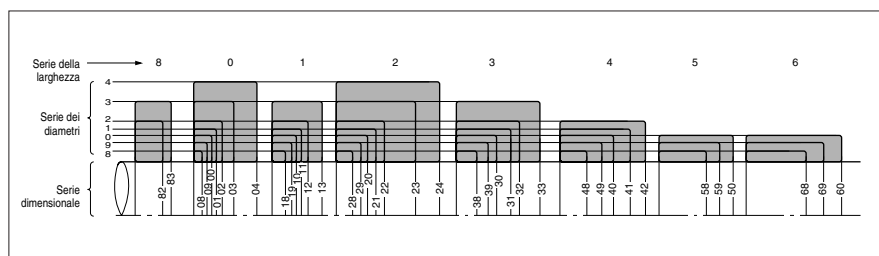 Serie della larghezza
8 0 1 2 3 4 5 6
Serie dei diametri
4
3
2
1
0
9
8
Serie dimensionale
82 83 08 09 00 01 02 03 04 18 19 10 11 12 13 28 29 20 21 22 23 24 38 39 30 31 32 33 48 49 40 41 42 58 59 50 68 69 60